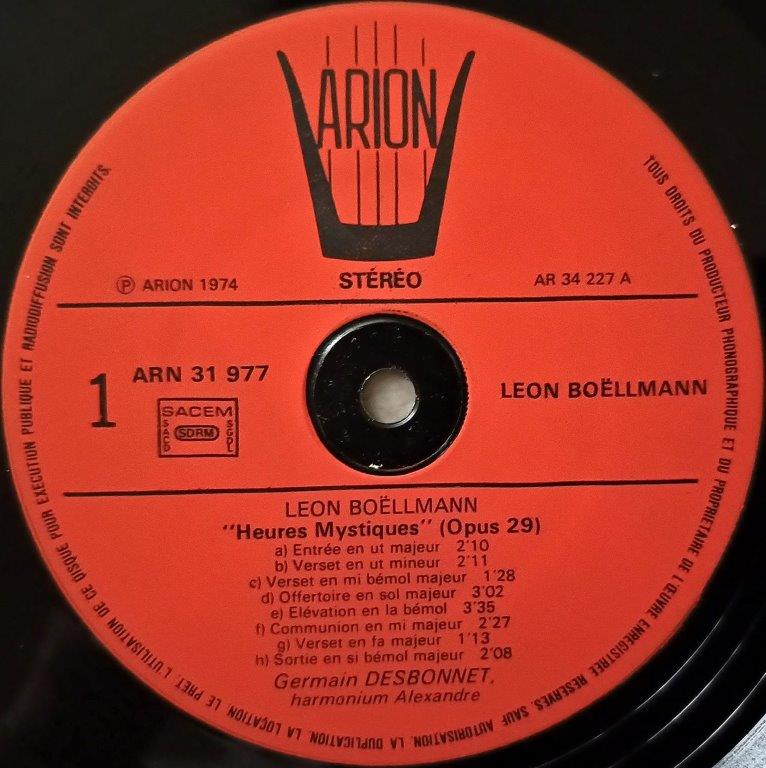 ARION
℗ ARION 1974
STÉRÉO
AR 34 227 A
1
ARN 31 977
SACEM
SACD
SDRM
SGDL
LEON BOËLLMANN
LEON BOËLLMANN
"Heures Mystiques" (Opus 29)
a) Entrée en ut majeur 2'10
b) Verset en ut mineur 2'11
c) Verset en mi bémol majeur 1'28
d) Offertoire en sol majeur 3'02
e) Elévation en la bémol 3'35
f) Communion en mi majeur 2'27
g) Verset en fa majeur 1'13
h) Sortie en si bémol majeur 2'08
Germain DESBONNET,
harmonium Alexandre
TOUS DROITS DU PRODUCTEUR PHONOGRAPHIQUE ET DU PROPRIETAIRE DE L'ŒUVRE ENREGISTREE RESERVES. SAUF AUTORISATION, LA DUPLICATION, LA LOCATION, LE PRET, L'UTILISATION DE CE DISQUE POUR EXECUTION PUBLIQUE ET RADIODIFFUSION SONT INTERDITS.